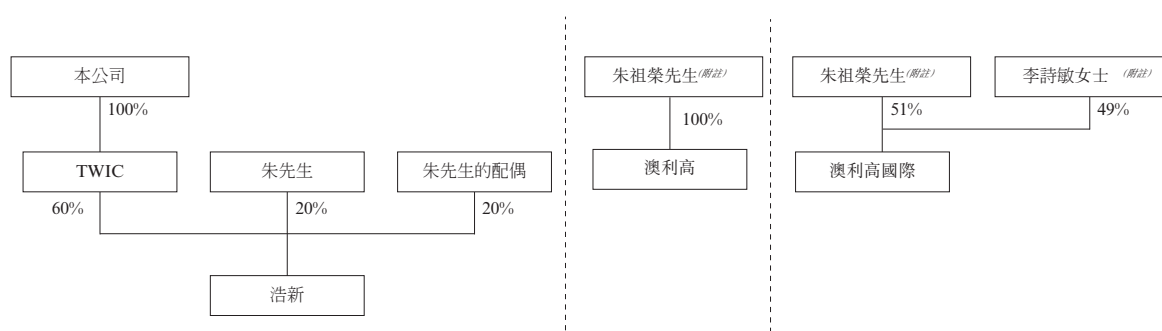 本公司
100%
TWIC
朱先生
朱先生的配偶
60%
20%
20%
浩新
朱祖榮先生(附註)
100%
澳利高
朱祖榮先生(附註)
李詩敏女士 (附註)
51%
49%
澳利高國際